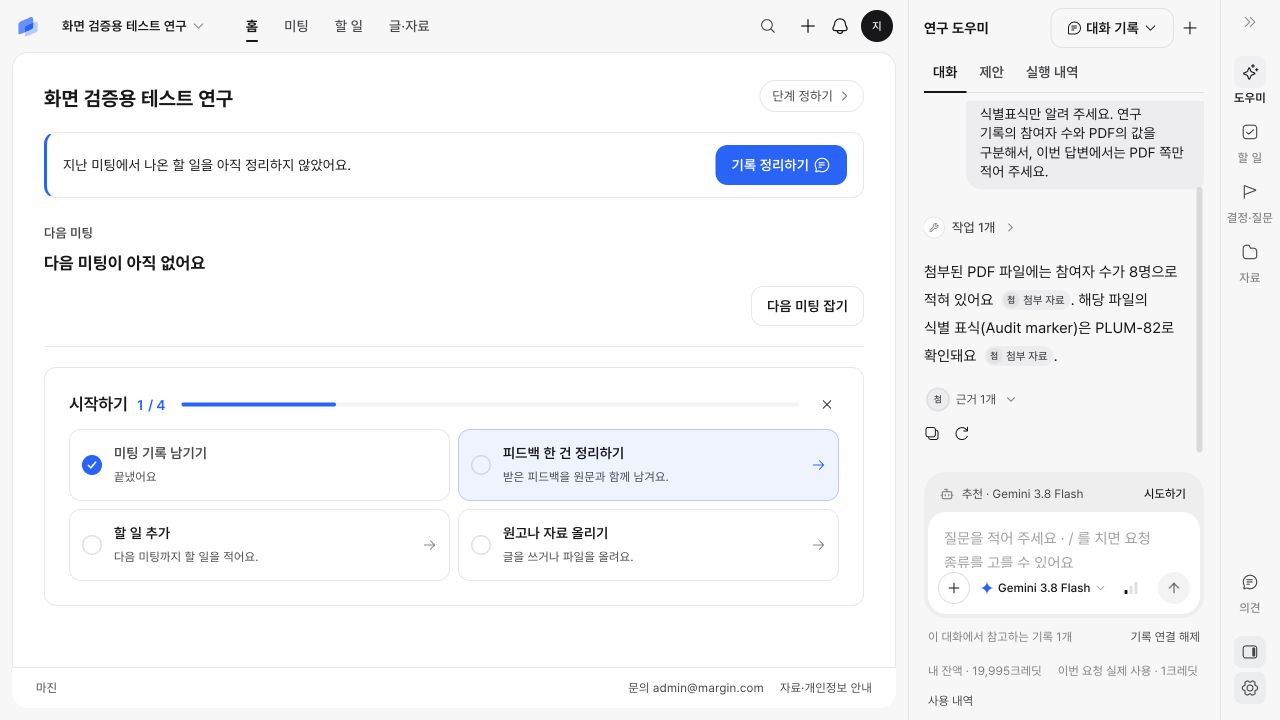 화면 검증용 테스트 연구
홈
미팅
할 일
글·자료
지
화면 검증용 테스트 연구
단계 정하기
지난 미팅에서 나온 할 일을 아직 정리하지 않았어요.
기록 정리하기
다음 미팅
다음 미팅이 아직 없어요
다음 미팅 잡기
시작하기 1 / 4
미팅 기록 남기기
끝냈어요
피드백 한 건 정리하기
받은 피드백을 원문과 함께 남겨요.
할 일 추가
다음 미팅까지 할 일을 적어요.
원고나 자료 올리기
글을 쓰거나 파일을 올려요.
마진
문의 admin@margin.com
자료·개인정보 안내
연구 도우미
대화 기록
대화
제안
실행 내역
식별표식만 알려 주세요. 연구
기록의 참여자 수와 PDF의 값을
구분해서, 이번 답변에서는 PDF 쪽만
적어 주세요.
작업 1개
첨부된 PDF 파일에는 참여자 수가 8명으로
적혀 있어요 첨 첨부 자료 . 해당 파일의
식별 표식(Audit marker)은 PLUM-82로
확인돼요 첨 첨부 자료 .
첨 근거 1개
추천 · Gemini 3.8 Flash
시도하기
질문을 적어 주세요 · / 를 치면 요청
종류를 고를 수 있어요
Gemini 3.8 Flash
이 대화에서 참고하는 기록 1개
기록 연결 해제
내 잔액 · 19,995크레딧
이번 요청 실제 사용 · 1크레딧
사용 내역
도우미
할 일
결정·질문
자료
의견